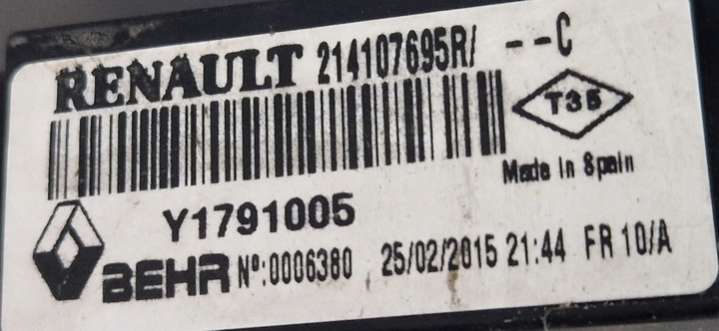 RENAULT 214107695R/ --C
T35
Made in Spain
Y1791005
BEHR Nº:0006380 25/02/2015 21:44 FR 10/A